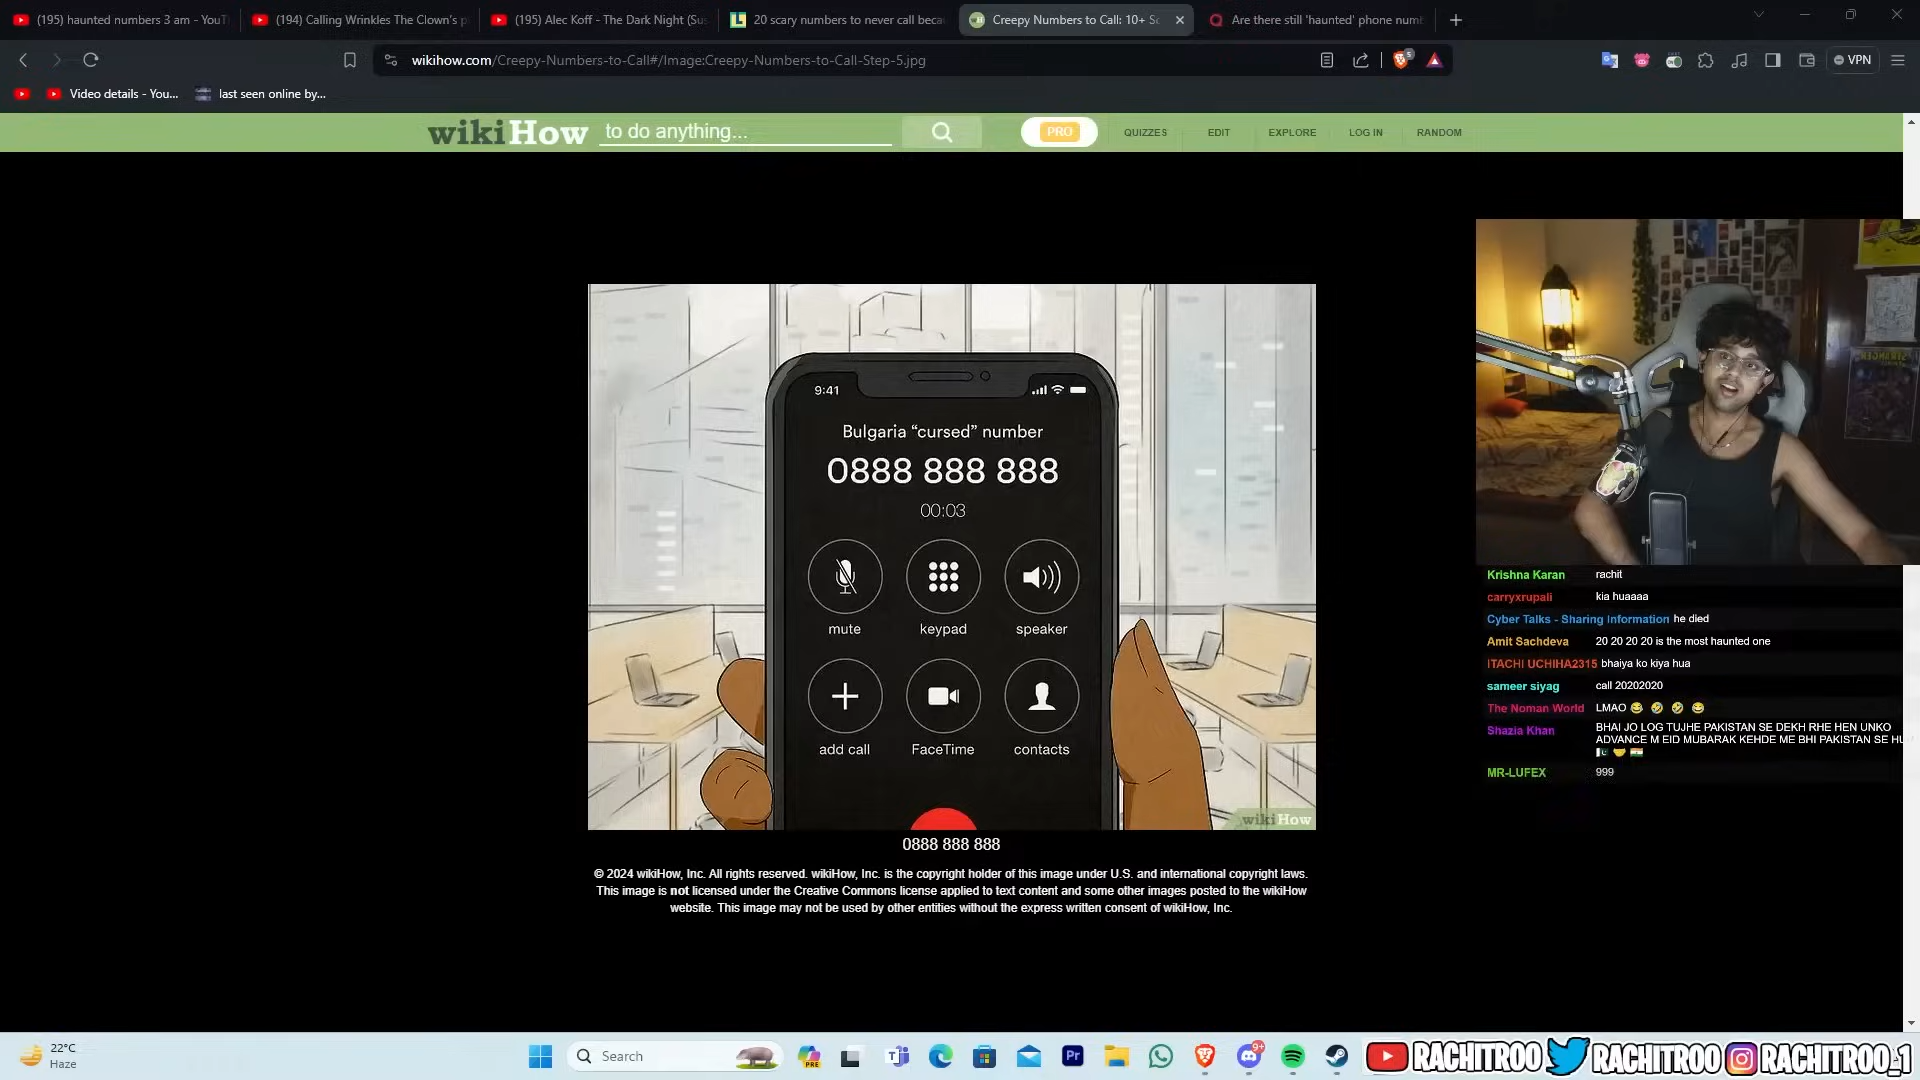 (195) haunted numbers 3 am - YouT
(194) Calling Wrinkles The Clown's p
(195) Alec Koff - The Dark Night (Sus
20 scary numbers to never call becau
Creepy Numbers to Call: 10+ Sc
Are there still 'haunted' phone numb
wikihow.com/Creepy-Numbers-to-Call#/Image:Creepy-Numbers-to-Call-Step-5.jpg
5
VPN
Video details - You...
last seen online by...
wikiHow to do anything...
PRO
QUIZZES
EDIT
EXPLORE
LOG IN
RANDOM
9:41
Bulgaria “cursed” number
0888 888 888
00:03
mute
keypad
speaker
add call
FaceTime
contacts
wikiHow
0888 888 888
© 2024 wikiHow, Inc. All rights reserved. wikiHow, Inc. is the copyright holder of this image under U.S. and international copyright laws.
This image is not licensed under the Creative Commons license applied to text content and some other images posted to the wikiHow
website. This image may not be used by other entities without the express written consent of wikiHow, Inc.
Krishna Karan rachit
carryxrupali kia huaaaa
Cyber Talks - Sharing Information he died
Amit Sachdeva 20 20 20 20 is the most haunted one
ITACHI UCHIHA2315 bhaiya ko kiya hua
sameer siyag call 20202020
The Noman World LMAO 😂 🤣 🤣 😂
Shazia Khan BHAI JO LOG TUJHE PAKISTAN SE DEKH RHE HEN UNKO
ADVANCE M EID MUBARAK KEHDE ME BHI PAKISTAN SE HU
🇵🇰 🤝 🇮🇳
MR-LUFEX 999
22°C
Haze
Search
PRE
Pr
9+
RACHITROO
RACHITROO
RACHITROO_1